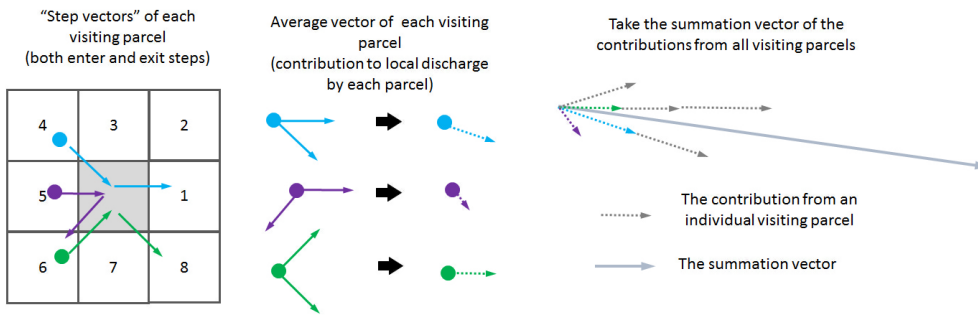 “Step vectors” of each
visiting parcel
(both enter and exit steps)
4 3 2
5 1
6 7 8
Average vector of each visiting
parcel
(contribution to local discharge
by each parcel)
Take the summation vector of the
contributions from all visiting parcels
The contribution from an
individual visiting parcel
The summation vector